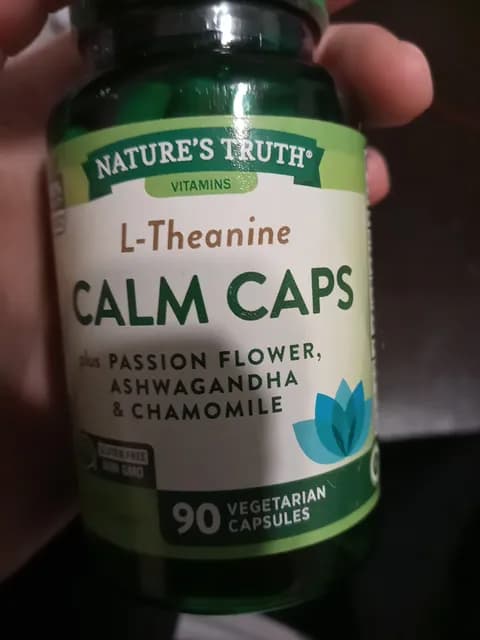 NATURE'S TRUTH®
VITAMINS
L-Theanine
CALM CAPS
plus PASSION FLOWER,
ASHWAGANDHA
& CHAMOMILE
GLUTEN FREE
NON-GMO
90 VEGETARIAN
CAPSULES